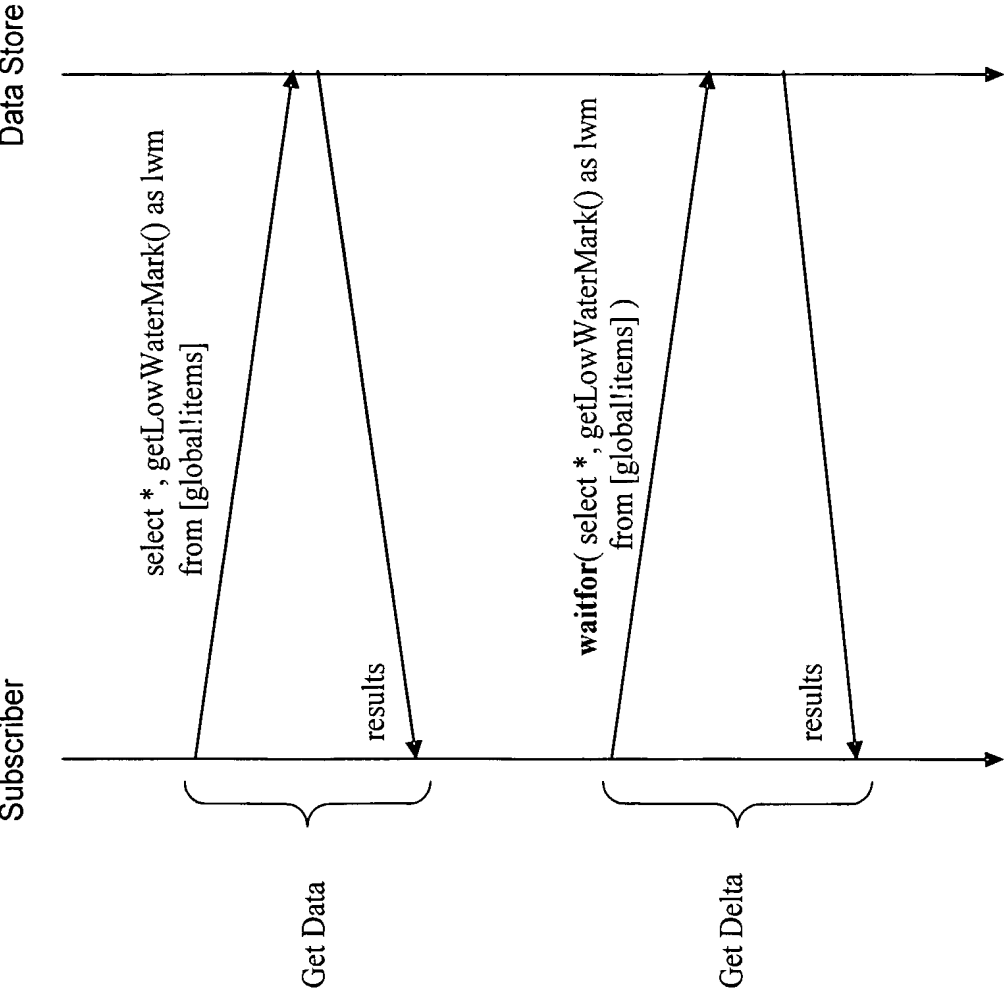 Subscriber
Data Store
Get Data
select *, getLowWaterMark() as lwm
from [global!items]
results
Get Delta
waitfor( select *, getLowWaterMark() as lwm
from [global!items] )
results